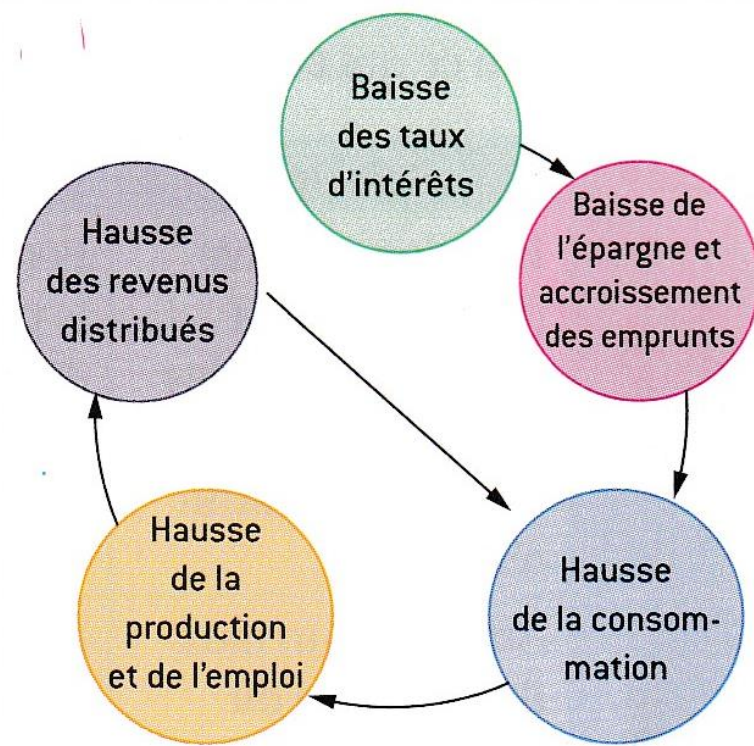 Baisse
des taux
d'intérêts
Baisse de
l'épargne et
accroissement
des emprunts
Hausse
de la consom-
mation
Hausse
de la
production
et de l'emploi
Hausse
des revenus
distribués